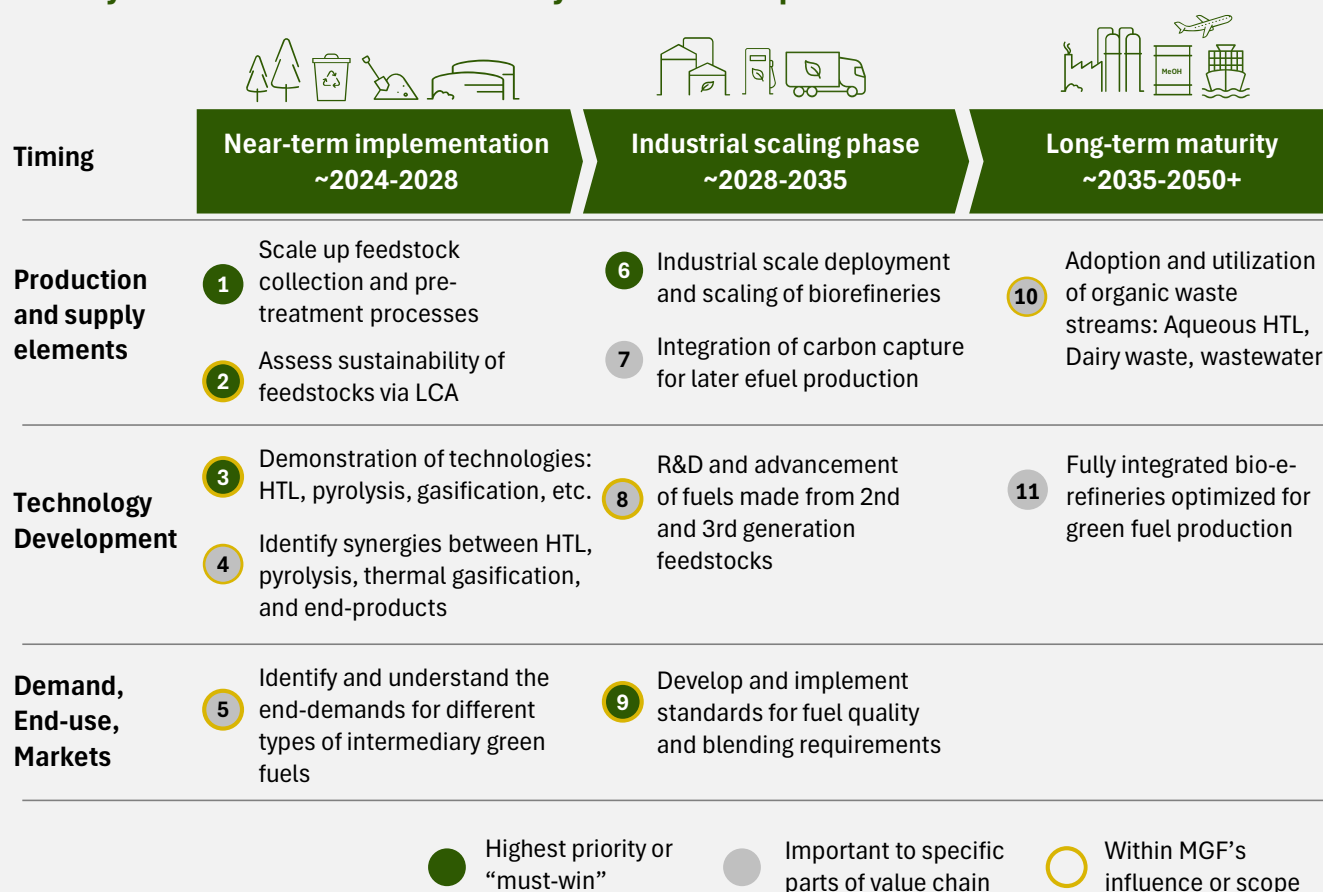 MeOH
Timing
Near-term implementation
~2024-2028
Industrial scaling phase
~2028-2035
Long-term maturity
~2035-2050+
Production
and supply
elements
1
Scale up feedstock
collection and pre-
treatment processes
2
Assess sustainability of
feedstocks via LCA
6
Industrial scale deployment
and scaling of biorefineries
7
Integration of carbon capture
for later efuel production
10
Adoption and utilization
of organic waste
streams: Aqueous HTL,
Dairy waste, wastewater
Technology
Development
3
Demonstration of technologies:
HTL, pyrolysis, gasification, etc.
4
Identify synergies between HTL,
pyrolysis, thermal gasification,
and end-products
8
R&D and advancement
of fuels made from 2nd
and 3rd generation
feedstocks
11
Fully integrated bio-e-
refineries optimized for
green fuel production
Demand,
End-use,
Markets
5
Identify and understand the
end-demands for different
types of intermediary green
fuels
9
Develop and implement
standards for fuel quality
and blending requirements
Highest priority or
“must-win”
Important to specific
parts of value chain
Within MGF’s
influence or scope